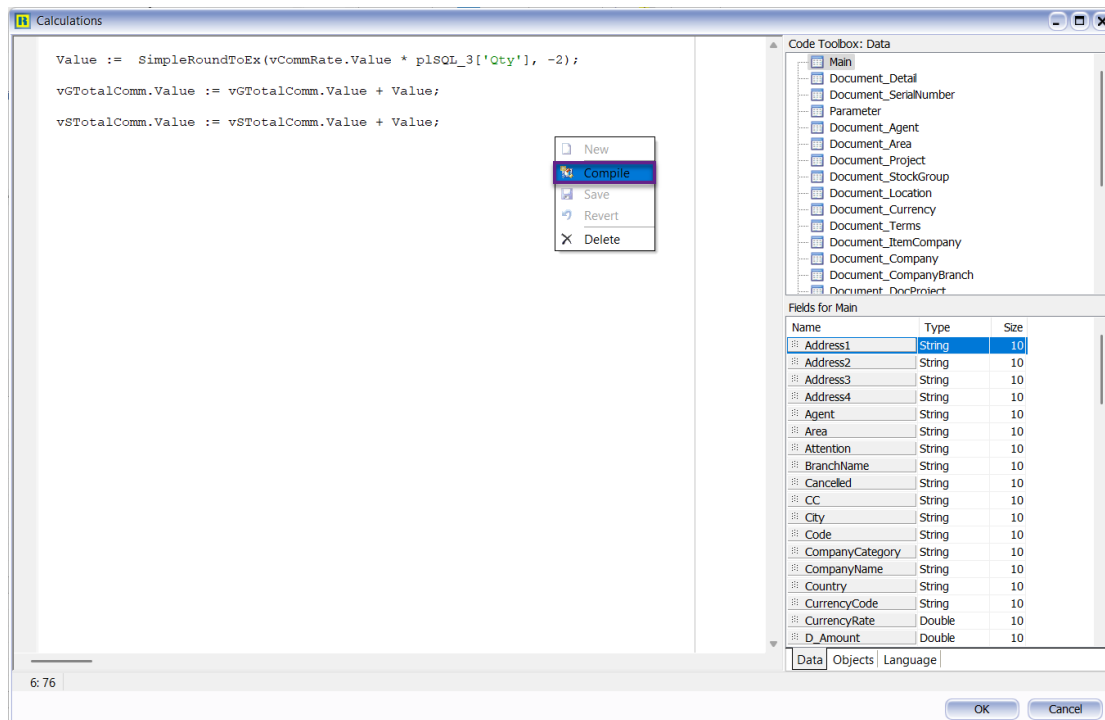 Calculations
Value :=  SimpleRoundToEx(vCommRate.Value * plSQL_3['Qty'], -2);
vGTotalComm.Value := vGTotalComm.Value + Value;
vSTotalComm.Value := vSTotalComm.Value + Value;
New
Compile
Save
Revert
Delete
Code Toolbox: Data
Main
Document_Detail
Document_SerialNumber
Parameter
Document_Agent
Document_Area
Document_Project
Document_StockGroup
Document_Location
Document_Currency
Document_Terms
Document_ItemCompany
Document_Company
Document_CompanyBranch
Document_DocProject
Fields for Main
Name Type Size
Address1 String 10
Address2 String 10
Address3 String 10
Address4 String 10
Agent String 10
Area String 10
Attention String 10
BranchName String 10
Cancelled String 10
CC String 10
City String 10
Code String 10
CompanyCategory String 10
CompanyName String 10
Country String 10
CurrencyCode String 10
CurrencyRate Double 10
D_Amount Double 10
Data Objects Language
6: 76
OK Cancel